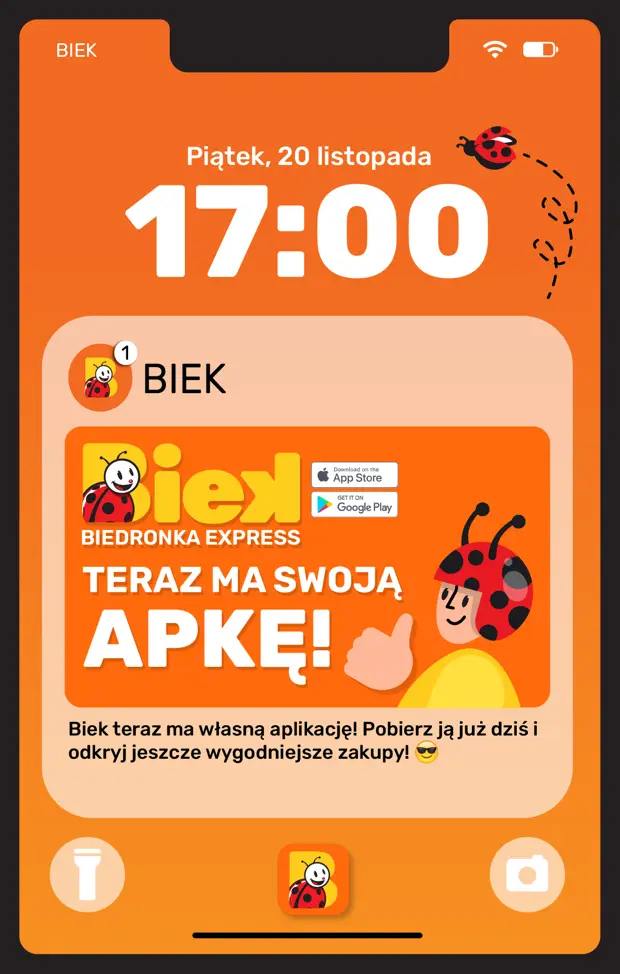 BIEK
Piątek, 20 listopada
17:00
1
BIEK
Biek
BIEDRONKA EXPRESS
Download on the
App Store
GET IT ON
Google Play
TERAZ MA SWOJĄ
APKĘ!
Biek teraz ma własną aplikację! Pobierz ją już dziś i
odkryj jeszcze wygodniejsze zakupy! 😎